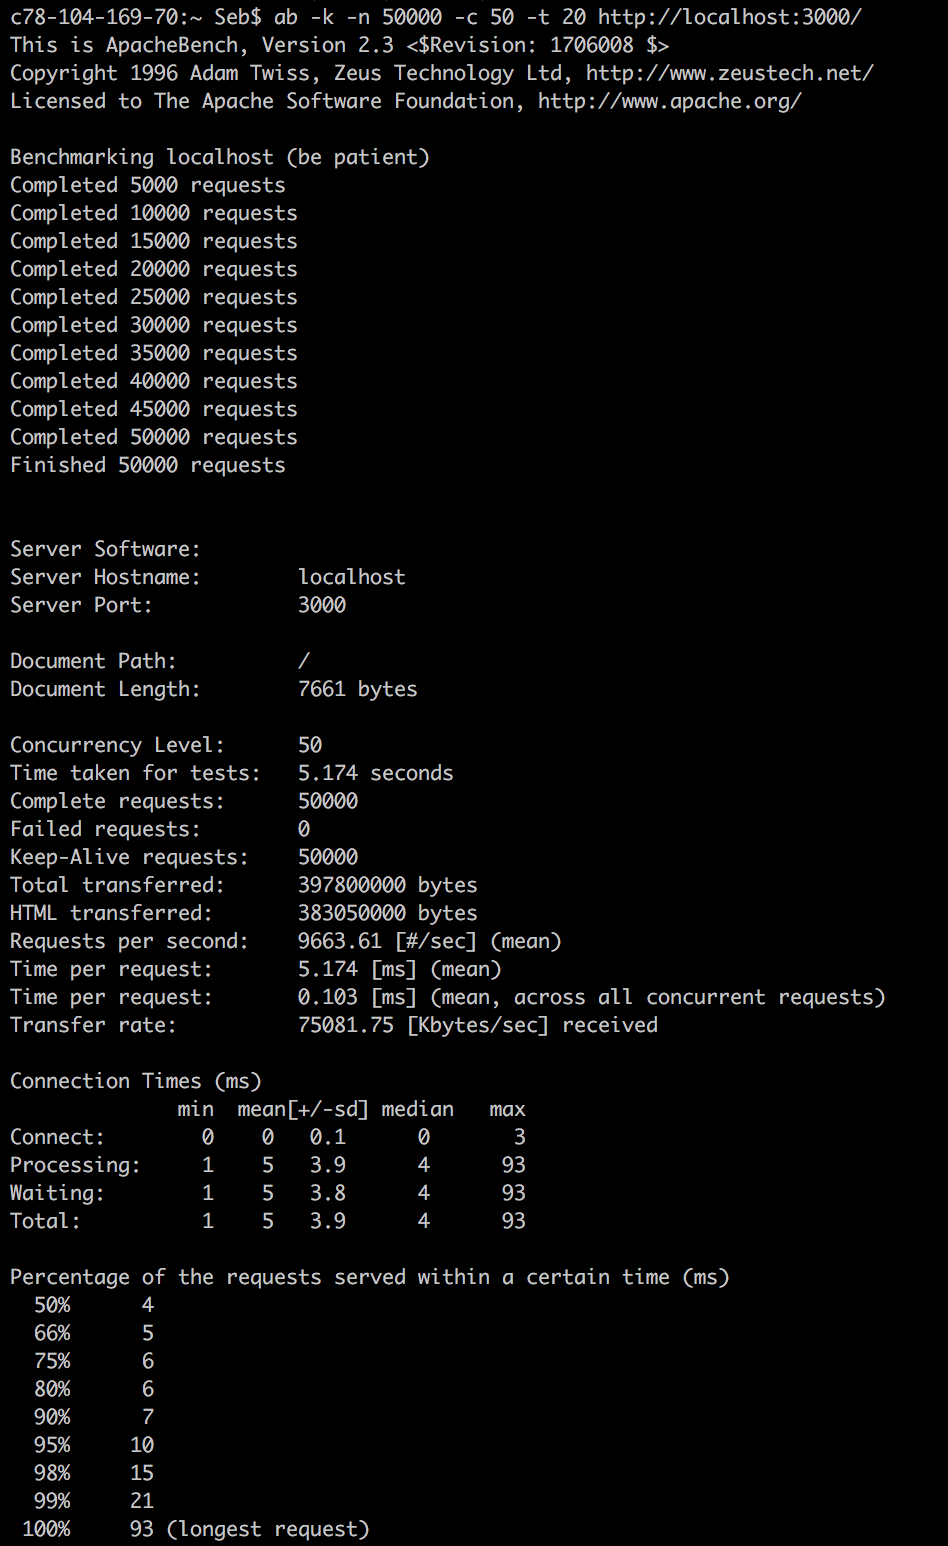 c78-104-169-70:~ Seb$ ab -k -n 50000 -c 50 -t 20 http://localhost:3000/
This is ApacheBench, Version 2.3 <$Revision: 1706008 $>
Copyright 1996 Adam Twiss, Zeus Technology Ltd, http://www.zeustech.net/
Licensed to The Apache Software Foundation, http://www.apache.org/

Benchmarking localhost (be patient)
Completed 5000 requests
Completed 10000 requests
Completed 15000 requests
Completed 20000 requests
Completed 25000 requests
Completed 30000 requests
Completed 35000 requests
Completed 40000 requests
Completed 45000 requests
Completed 50000 requests
Finished 50000 requests


Server Software:
Server Hostname:        localhost
Server Port:            3000

Document Path:          /
Document Length:        7661 bytes

Concurrency Level:      50
Time taken for tests:   5.174 seconds
Complete requests:      50000
Failed requests:        0
Keep-Alive requests:    50000
Total transferred:      397800000 bytes
HTML transferred:       383050000 bytes
Requests per second:    9663.61 [#/sec] (mean)
Time per request:       5.174 [ms] (mean)
Time per request:       0.103 [ms] (mean, across all concurrent requests)
Transfer rate:          75081.75 [Kbytes/sec] received

Connection Times (ms)
              min  mean[+/-sd] median   max
Connect:        0    0   0.1      0       3
Processing:     1    5   3.9      4      93
Waiting:        1    5   3.8      4      93
Total:          1    5   3.9      4      93

Percentage of the requests served within a certain time (ms)
  50%      4
  66%      5
  75%      6
  80%      6
  90%      7
  95%     10
  98%     15
  99%     21
 100%     93 (longest request)